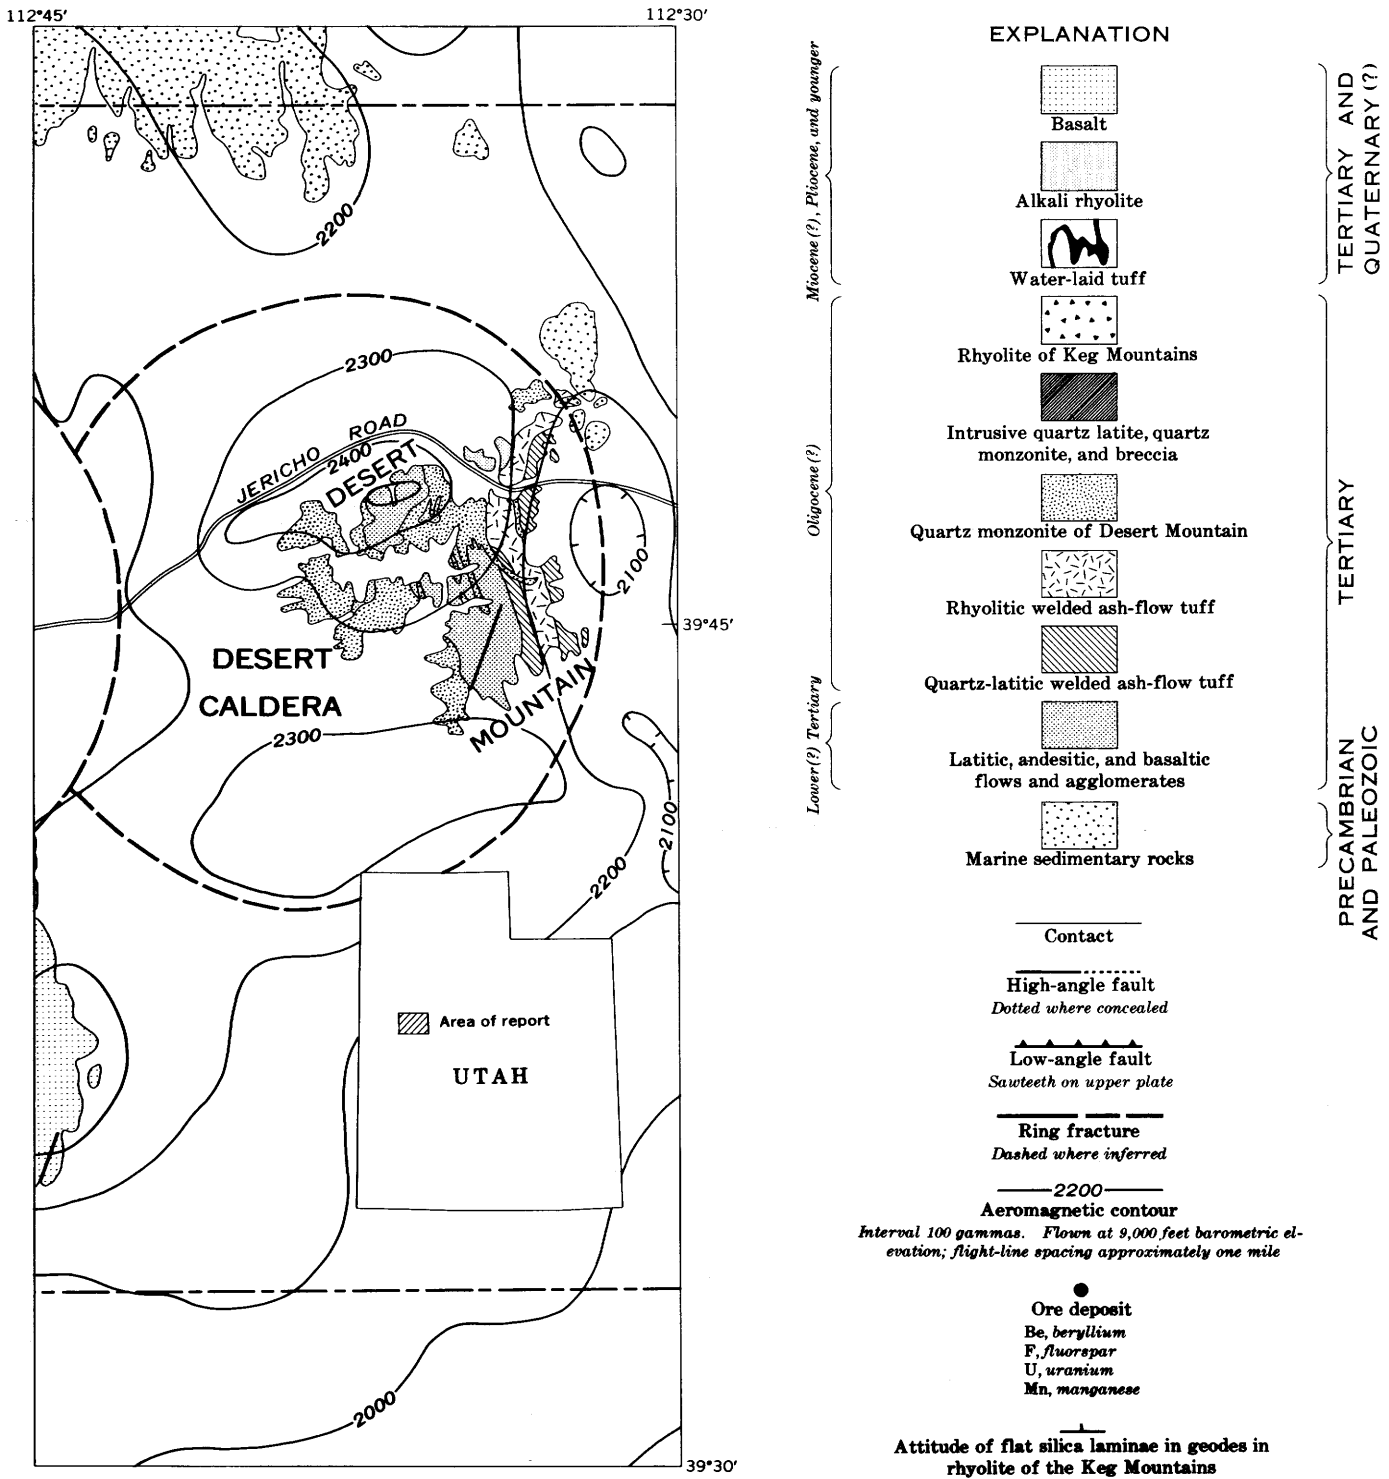 112°45'
112°30'
2200
2300
JERICHO ROAD
2400
DESERT
2100
39°45'
DESERT
CALDERA
MOUNTAIN
2300
2100
2200
Area of report
UTAH
2000
39°30'
EXPLANATION
Basalt
Alkali rhyolite
Water-laid tuff
Miocene (?), Pliocene, and younger
TERTIARY AND
QUATERNARY (?)
Rhyolite of Keg Mountains
Intrusive quartz latite, quartz
monzonite, and breccia
Quartz monzonite of Desert Mountain
Rhyolitic welded ash-flow tuff
Quartz-latitic welded ash-flow tuff
Oligocene (?)
Latitic, andesitic, and basaltic
flows and agglomerates
Lower (?) Tertiary
TERTIARY
Marine sedimentary rocks
PRECAMBRIAN
AND PALEOZOIC
Contact
High-angle fault
Dotted where concealed
Low-angle fault
Sawteeth on upper plate
Ring fracture
Dashed where inferred
2200
Aeromagnetic contour
Interval 100 gammas. Flown at 9,000 feet barometric el-
evation; flight-line spacing approximately one mile
Ore deposit
Be, beryllium
F, fluorspar
U, uranium
Mn, manganese
Attitude of flat silica laminae in geodes in
rhyolite of the Keg Mountains